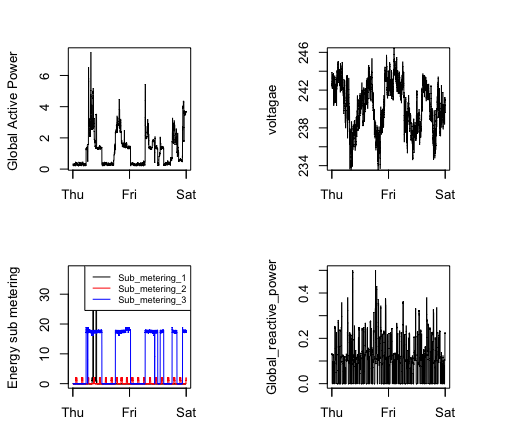 Global Active Power
0 2 4 6
Thu Fri Sat
voltagae
234 238 242 246
Thu Fri Sat
Energy sub metering
0 10 20 30
Sub_metering_1
Sub_metering_2
Sub_metering_3
Thu Fri Sat
Global_reactive_power
0.0 0.2 0.4
Thu Fri Sat